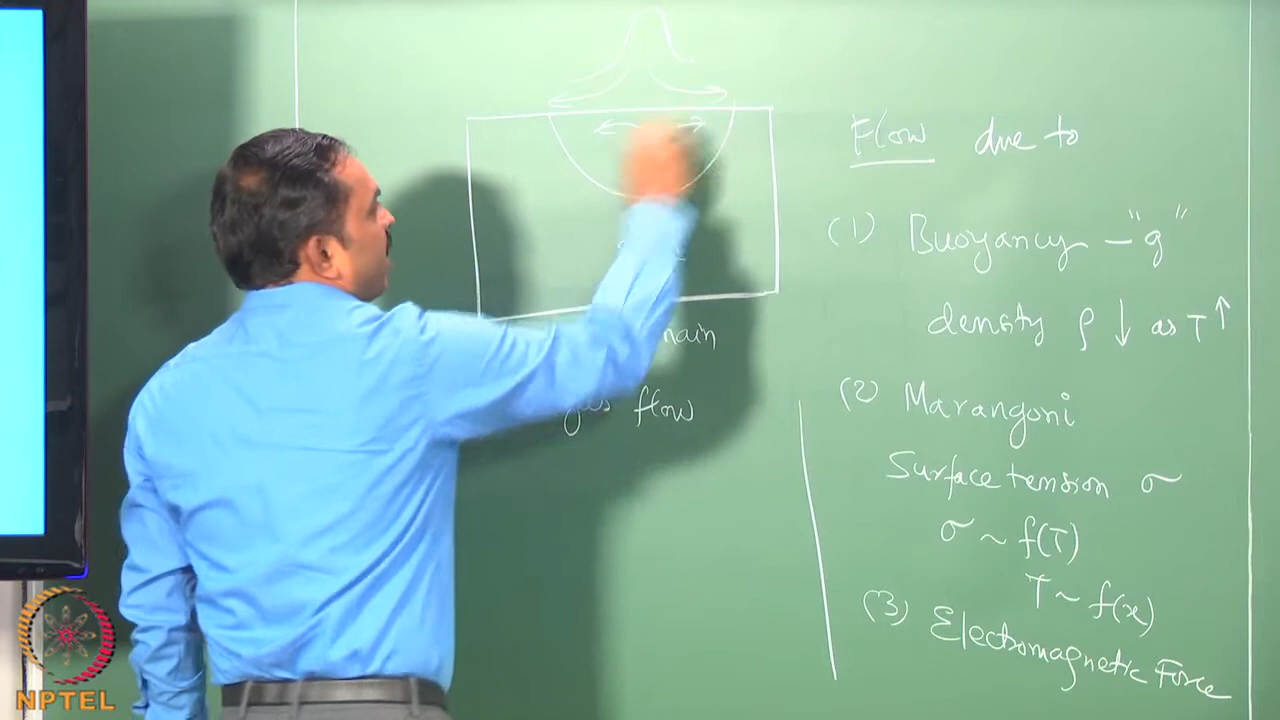 Flow due to
(1) Buoyancy - "g"
density ρ ↓ as T ↑
(2) Marangoni
Surface tension σ
σ ~ f(T)
T ~ f(x)
(3) Electromagnetic Force
flow
NPTEL